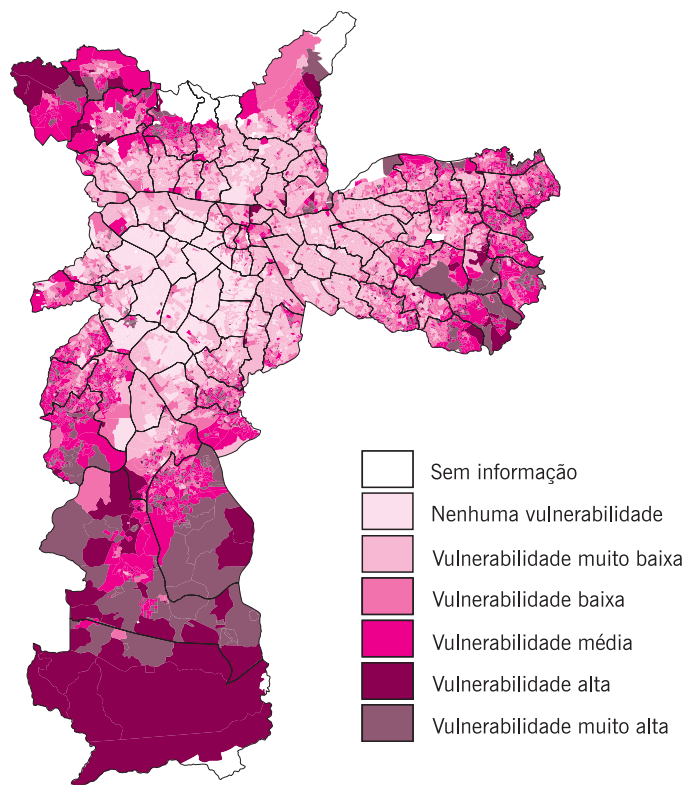 Sem informação
Nenhuma vulnerabilidade
Vulnerabilidade muito baixa
Vulnerabilidade baixa
Vulnerabilidade média
Vulnerabilidade alta
Vulnerabilidade muito alta